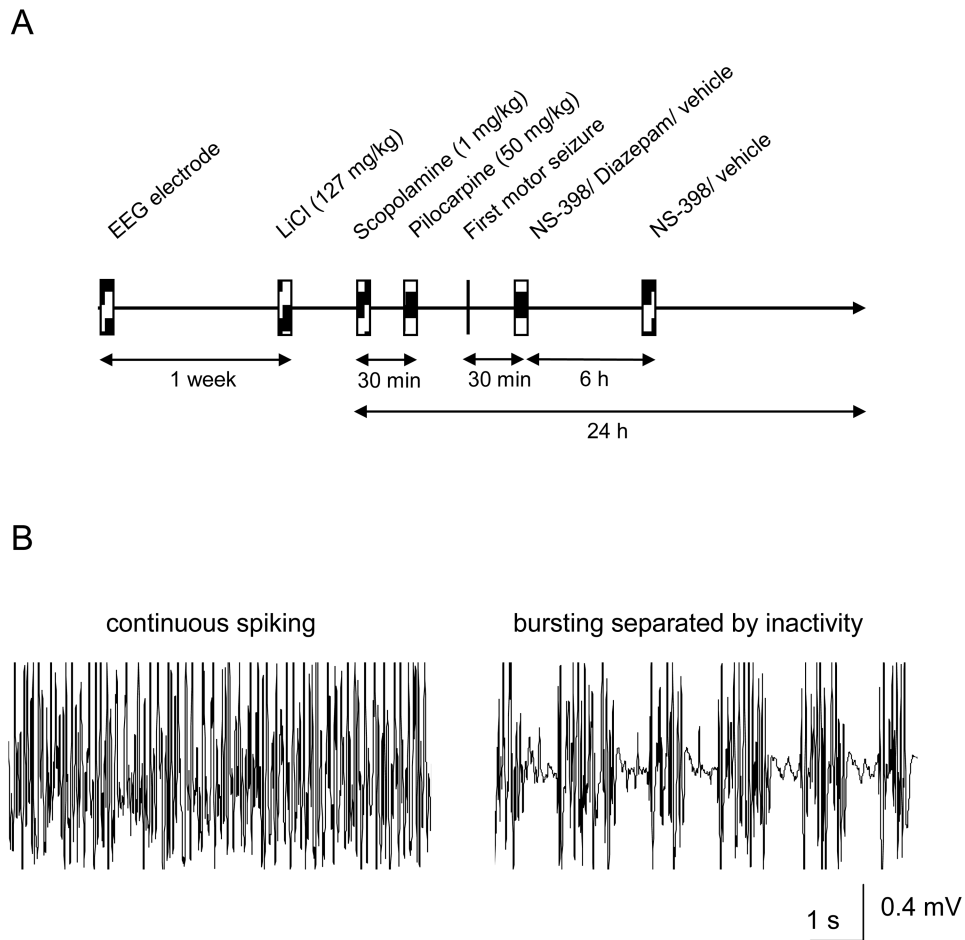 A
EEG electrode
LiCl (127 mg/kg)
Scopolamine (1 mg/kg)
Pilocarpine (50 mg/kg)
First motor seizure
NS-398/ Diazepam/ vehicle
NS-398/ vehicle
1 week
30 min
30 min
6 h
24 h
B
continuous spiking
bursting separated by inactivity
1 s
0.4 mV